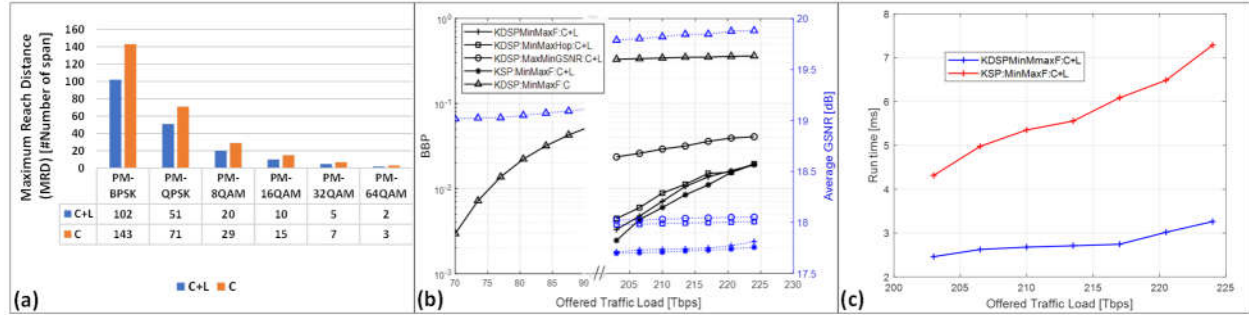 Maximum Reach Distance
(MRD) [#Number of span]
160
140
120
100
80
60
40
20
0
PM-BPSK PM-QPSK PM-8QAM PM-16QAM PM-32QAM PM-64QAM
C+L 102 51 20 10 5 2
C 143 71 29 15 7 3
C+L C
(a)
BBP
10^0
10^-1
10^-2
10^-3
KDSPMinMaxF:C+L
KDSP:MinMaxHop:C+L
KDSP:MaxMinGSNR:C+L
KSP:MinMaxF:C+L
KDSP:MinMaxF:C
70 75 80 85 90 // 205 210 215 220 225 230
Offered Traffic Load [Tbps]
20
19.5
19
18.5
18
17.5
Average GSNR [dB]
(b)
Run time [ms]
8
7
6
5
4
3
2
KDSPMinMmaxF:C+L
KSP:MinMaxF:C+L
200 205 210 215 220 225
Offered Traffic Load [Tbps]
(c)